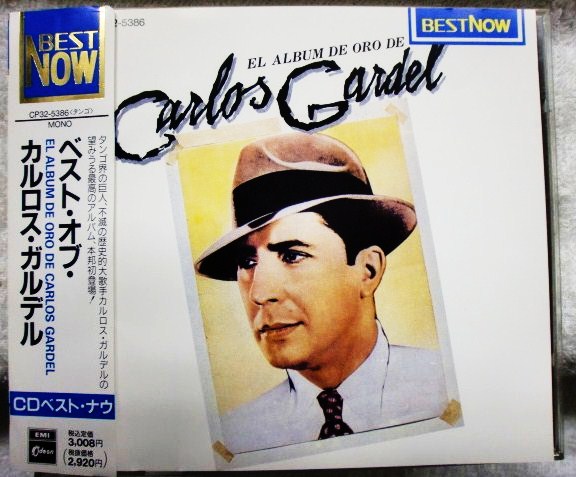 BEST
NOW
CP32-5386〈タンゴ〉
MONO
タンゴ界の巨人、不滅の歴史的大歌手カルロス・ガルデルの
望みうる最高のアルバム、本邦初登場!
ベスト・オブ・
カルロス・ガルデル
EL ALBUM DE ORO DE CARLOS GARDEL
CDベスト・ナウ
EMI
Odeon
税込定価
3,008円
(税抜価格
2,920円)
2-5386
BEST NOW
EL ALBUM DE ORO DE
Carlos Gardel